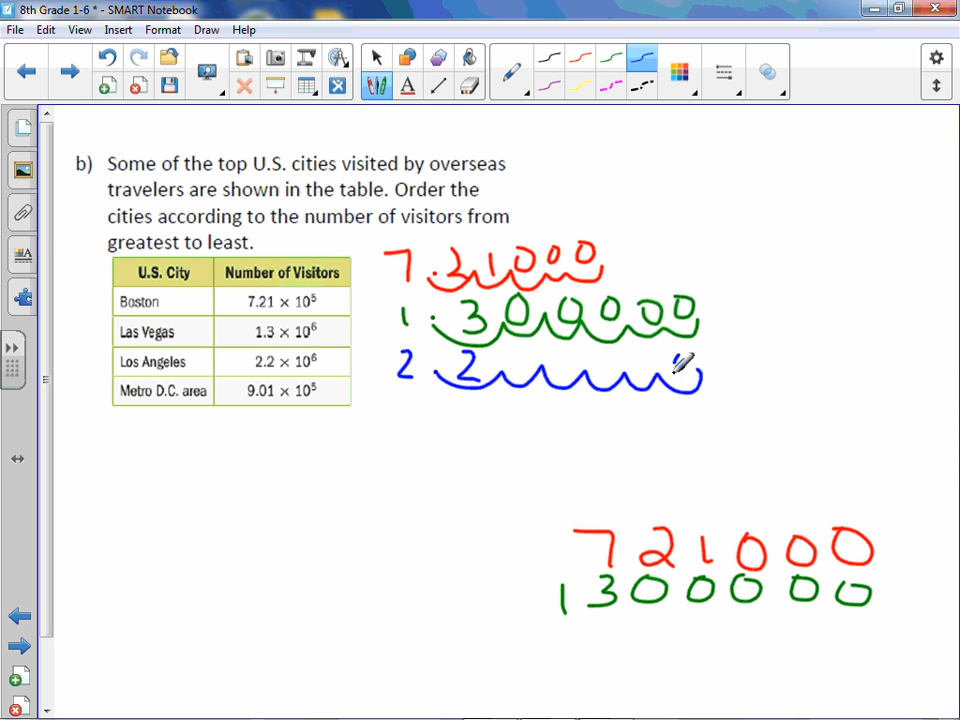 8th Grade 1-6 * - SMART Notebook
File Edit View Insert Format Draw Help
b) Some of the top U.S. cities visited by overseas
travelers are shown in the table. Order the
cities according to the number of visitors from
greatest to least.
U.S. City Number of Visitors
Boston 7.21 × 10⁵
Las Vegas 1.3 × 10⁶
Los Angeles 2.2 × 10⁶
Metro D.C. area 9.01 × 10⁵
7.21000
1.300000
2.2
721000
1300000